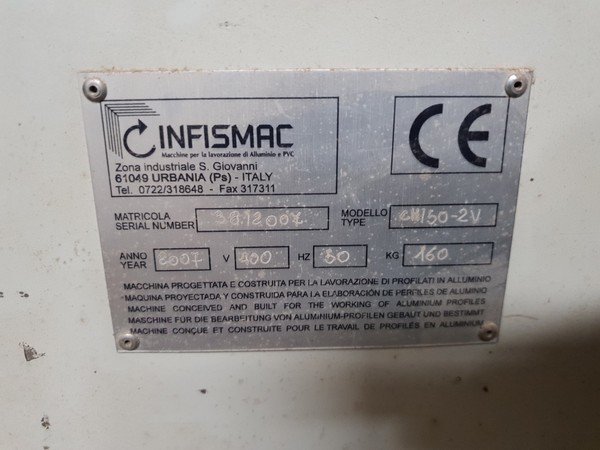 INFISMAC
Macchine per la lavorazione di Alluminio e PVC
Zona industriale S. Giovanni
61049 URBANIA (Ps) - ITALY
Tel. 0722/318648 - Fax 317311
CE
MATRICOLA
SERIAL NUMBER
MODELLO
TYPE
ANNO
YEAR 2007 V 400 HZ 50 KG 160
MACCHINA PROGETTATA E COSTRUITA PER LA LAVORAZIONE DI PROFILATI IN ALLUMINIO
MAQUINA PROYECTADA Y CONSTRUIDA PARA LA ELABORACIÓN DE PERFILES DE ALUMINIO
MACHINE CONCEIVED AND BUILT FOR THE WORKING OF ALUMINIUM PROFILES
MASCHINE FÜR DIE BEARBEITUNG VON ALUMINIUM-PROFILEN GEBAUT UND BESTIMMT
MACHINE CONÇUE ET CONSTRUITE POUR LE TRAVAIL DE PROFILÉS EN ALUMINIUM